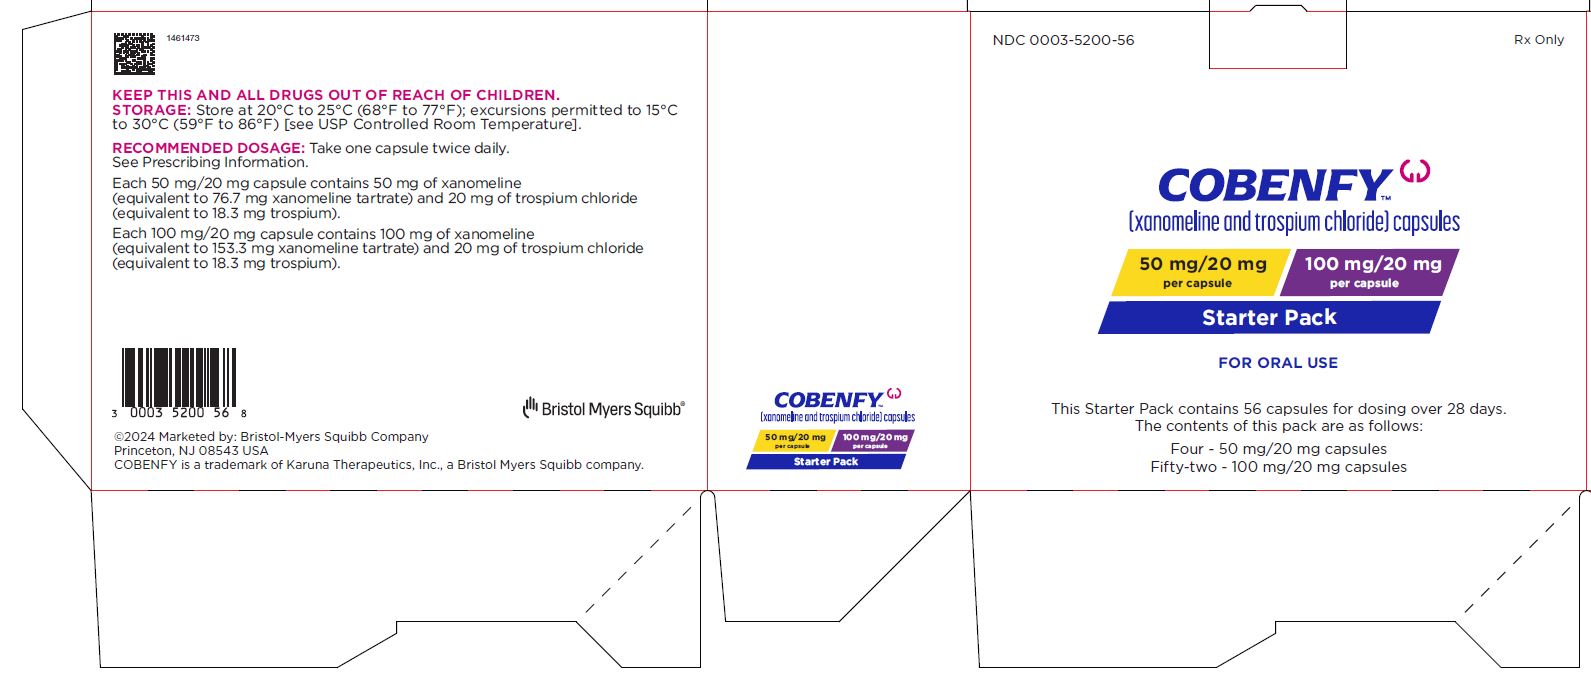 1461473
KEEP THIS AND ALL DRUGS OUT OF REACH OF CHILDREN.
STORAGE: Store at 20°C to 25°C (68°F to 77°F); excursions permitted to 15°C
to 30°C (59°F to 86°F) [see USP Controlled Room Temperature].
RECOMMENDED DOSAGE: Take one capsule twice daily.
See Prescribing Information.
Each 50 mg/20 mg capsule contains 50 mg of xanomeline
(equivalent to 76.7 mg xanomeline tartrate) and 20 mg of trospium chloride
(equivalent to 18.3 mg trospium).
Each 100 mg/20 mg capsule contains 100 mg of xanomeline
(equivalent to 153.3 mg xanomeline tartrate) and 20 mg of trospium chloride
(equivalent to 18.3 mg trospium).
3 0003 5200 56 8
Bristol Myers Squibb®
©2024 Marketed by: Bristol-Myers Squibb Company
Princeton, NJ 08543 USA
COBENFY is a trademark of Karuna Therapeutics, Inc., a Bristol Myers Squibb company.
COBENFY™
(xanomeline and trospium chloride) capsules
50 mg/20 mg
per capsule
100 mg/20 mg
per capsule
Starter Pack
NDC 0003-5200-56
Rx Only
COBENFY™
(xanomeline and trospium chloride) capsules
50 mg/20 mg
per capsule
100 mg/20 mg
per capsule
Starter Pack
FOR ORAL USE
This Starter Pack contains 56 capsules for dosing over 28 days.
The contents of this pack are as follows:
Four - 50 mg/20 mg capsules
Fifty-two - 100 mg/20 mg capsules